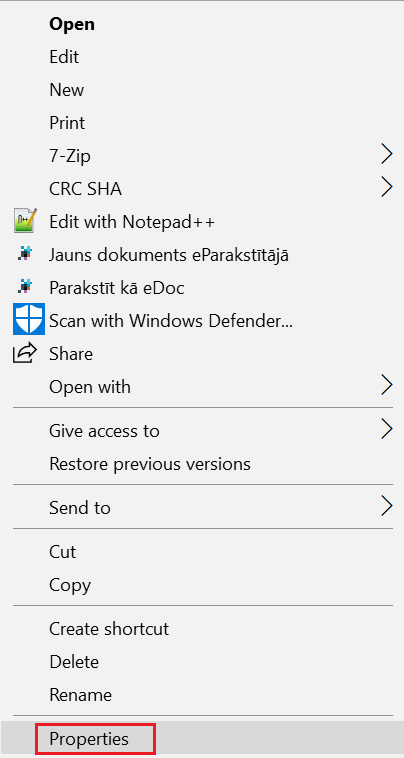 Open
Edit
New
Print
7-Zip
CRC SHA
Edit with Notepad++
Jauns dokuments eParakstītājā
Parakstīt kā eDoc
Scan with Windows Defender...
Share
Open with
Give access to
Restore previous versions
Send to
Cut
Copy
Create shortcut
Delete
Rename
Properties